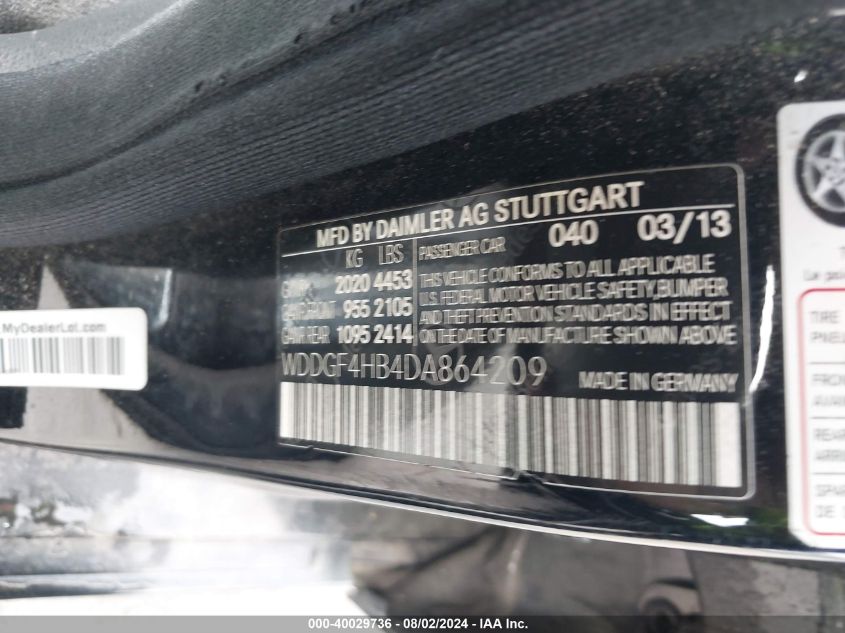 MFD BY DAIMLER AG STUTTGART
KG LBS PASSENGER CAR 040 03/13
GVWR 2020 4453 THIS VEHICLE CONFORMS TO ALL APPLICABLE
GAWR FRONT 955 2105 U.S. FEDERAL MOTOR VEHICLE SAFETY, BUMPER
GAWR REAR 1095 2414 AND THEFT PREVENTION STANDARDS IN EFFECT
ON THE DATE OF MANUFACTURE SHOWN ABOVE.
WDDGF4HB4DA864209 MADE IN GERMANY
MyDealerLot.com
TIRE
REAR
000-40029736 - 08/02/2024 - IAA Inc.